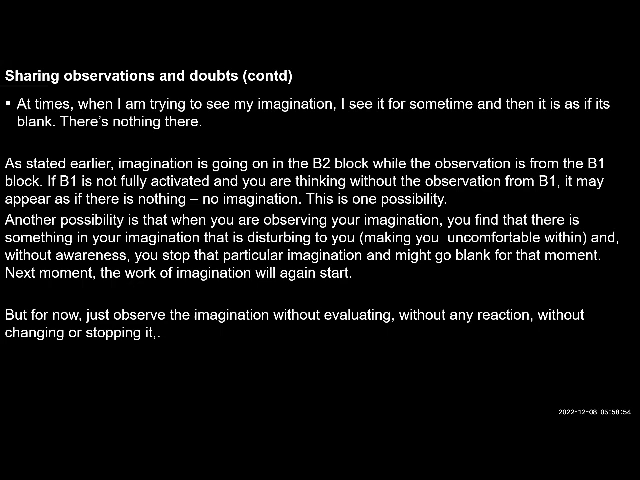 Sharing observations and doubts (contd)
▪ At times, when I am trying to see my imagination, I see it for sometime and then it is as if its
blank. There's nothing there.
As stated earlier, imagination is going on in the B2 block while the observation is from the B1
block. If B1 is not fully activated and you are thinking without the observation from B1, it may
appear as if there is nothing – no imagination. This is one possibility.
Another possibility is that when you are observing your imagination, you find that there is
something in your imagination that is disturbing to you (making you  uncomfortable within) and,
without awareness, you stop that particular imagination and might go blank for that moment.
Next moment, the work of imagination will again start.
But for now, just observe the imagination without evaluating, without any reaction, without
changing or stopping it,.
2022-12-08